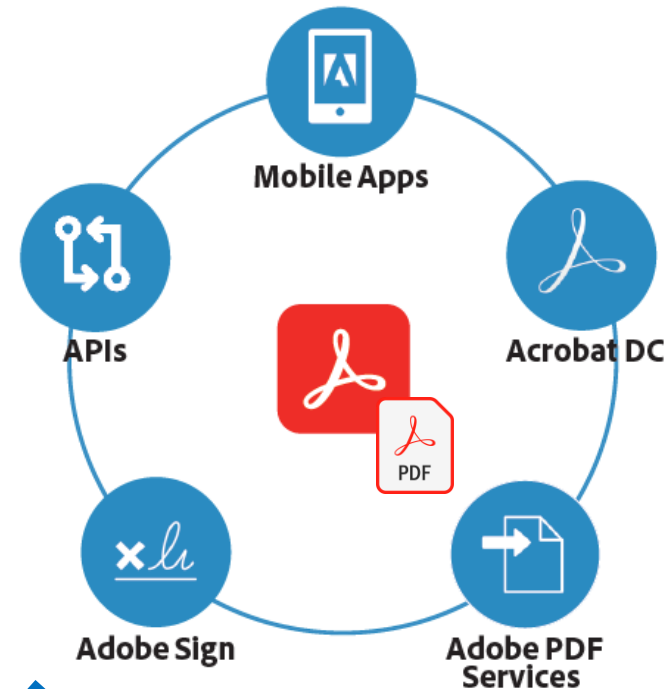 Mobile Apps
APIs
Acrobat DC
PDF
Adobe Sign
Adobe PDF
Services